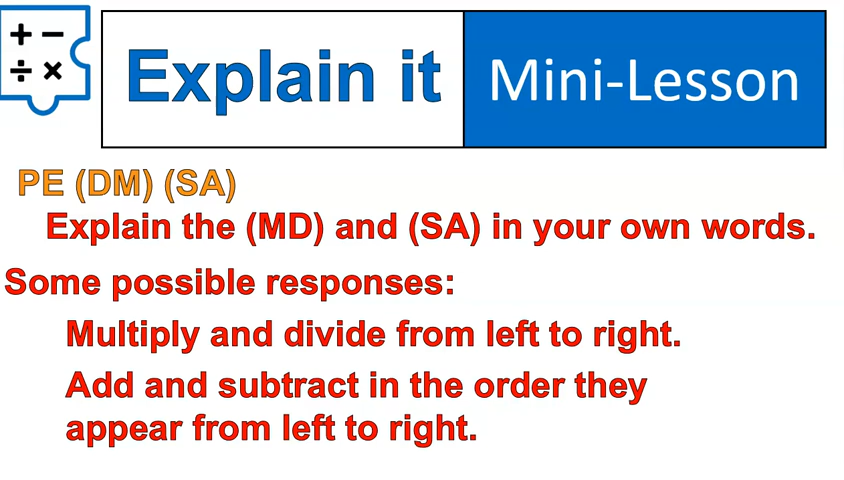 + −
÷ ×
Explain it
Mini-Lesson
PE (DM) (SA)
Explain the (MD) and (SA) in your own words.
Some possible responses:
Multiply and divide from left to right.
Add and subtract in the order they
appear from left to right.